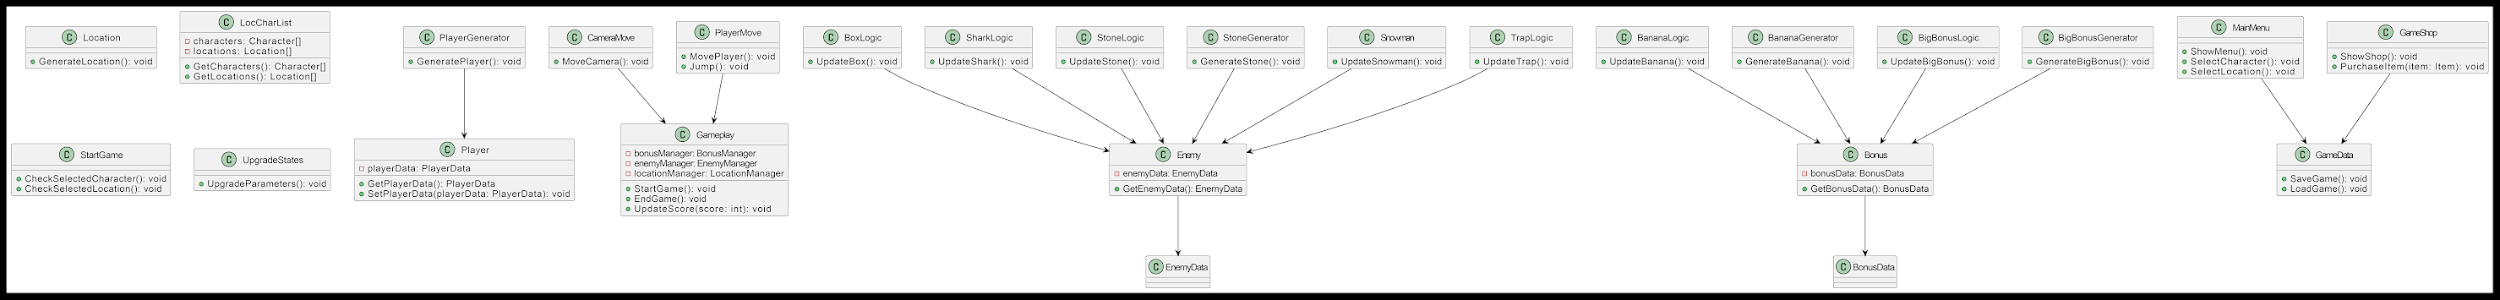 C Location
GenerateLocation(): void
C LocCharList
characters: Character[]
locations: Location[]
GetCharacters(): Character[]
GetLocations(): Location[]
C PlayerGenerator
GeneratePlayer(): void
C CameraMove
MoveCamera(): void
C PlayerMove
MovePlayer(): void
Jump(): void
C BoxLogic
UpdateBox(): void
C SharkLogic
UpdateShark(): void
C StoneLogic
UpdateStone(): void
C StoneGenerator
GenerateStone(): void
C Snowman
UpdateSnowman(): void
C TrapLogic
UpdateTrap(): void
C BananaLogic
UpdateBanana(): void
C BananaGenerator
GenerateBanana(): void
C BigBonusLogic
UpdateBigBonus(): void
C BigBonusGenerator
GenerateBigBonus(): void
C MainMenu
ShowMenu(): void
SelectCharacter(): void
SelectLocation(): void
C GameShop
ShowShop(): void
PurchaseItem(item: Item): void
C StartGame
CheckSelectedCharacter(): void
CheckSelectedLocation(): void
C UpgradeStates
UpgradeParameters(): void
C Player
playerData: PlayerData
GetPlayerData(): PlayerData
SetPlayerData(playerData: PlayerData): void
C Gameplay
bonusManager: BonusManager
enemyManager: EnemyManager
locationManager: LocationManager
StartGame(): void
EndGame(): void
UpdateScore(score: int): void
C Enemy
enemyData: EnemyData
GetEnemyData(): EnemyData
C Bonus
bonusData: BonusData
GetBonusData(): BonusData
C GameData
SaveGame(): void
LoadGame(): void
C EnemyData
C BonusData